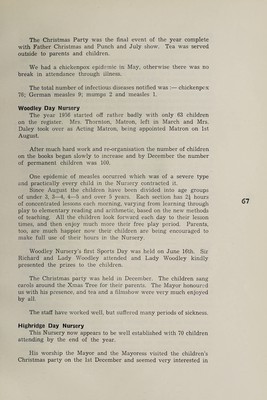 The Christmas Party was the final event of the year complete
with Father Christmas and Punch and July show. Tea was served
outside to parents and children.
We had a chickenpox epidemic in May, otherwise there was no
break in attendance through illness.
The total number of infectious diseases notified was :— chickenpox
70; German measles 9; mumps 2 and measles 1.
Woodley Day Nursery
The year 1956 started off rather badly with only 63 children
on the register. Mrs. Thornton, Matron, left in March and Mrs.
Daley took over as Acting Matron, being appointed Matron on 1st
August.
After much hard work and re-organisation the number of children
on the books began slowly to increase and by December the number
of permanent children was 100.
One epidemic of measles occurred which was of a severe type
and practically every child in the Nursery contracted it.
Since August the children have been divided into age groups
of under 3, 3—4, 4—5 and over 5 years. Each section has 2½ hours
of concentrated lessons each morning, varying from learning through
play to elementary reading and arithmetic, based on the new methods
of teaching. All the children look forward each day to their lesson
times, and then enjoy much more their free play period. Parents,
too, are much happier now their children are being encouraged to
make full use of their hours in the Nursery.
Woodley Nursery's first Sports Day was held on June 16th. Sir
Richard and Lady Woodley attended and Lady Woodley kindly
presented the prizes to the children.
The Christmas party was held in December. The children sang
carols around the Xmas Tree for their parents. The Mayor honoured
us with his presence, and tea and a filmshow were very much enjoyed
by all.
The staff have worked well, but suffered many periods of sickness.
Highridge Day Nursery
This Nursery now appears to be well established with 70 children
attending by the end of the year.
His worship the Mayor and the Mayoress visited the children's
Christmas party on the 1st December and seemed very interested in
67